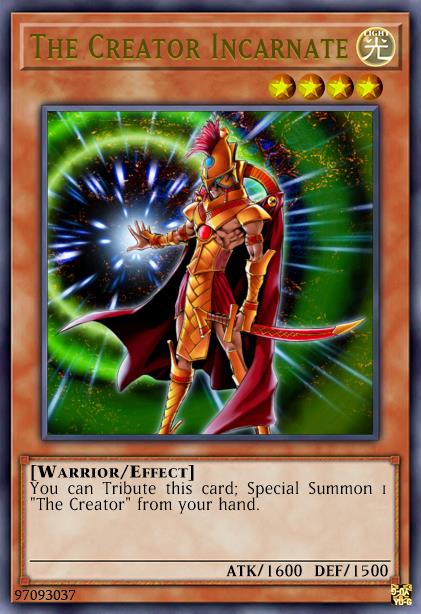 The Creator Incarnate
LIGHT
光
[Warrior/Effect]
You can Tribute this card; Special Summon 1
"The Creator" from your hand.
ATK/1600 DEF/1500
97093037